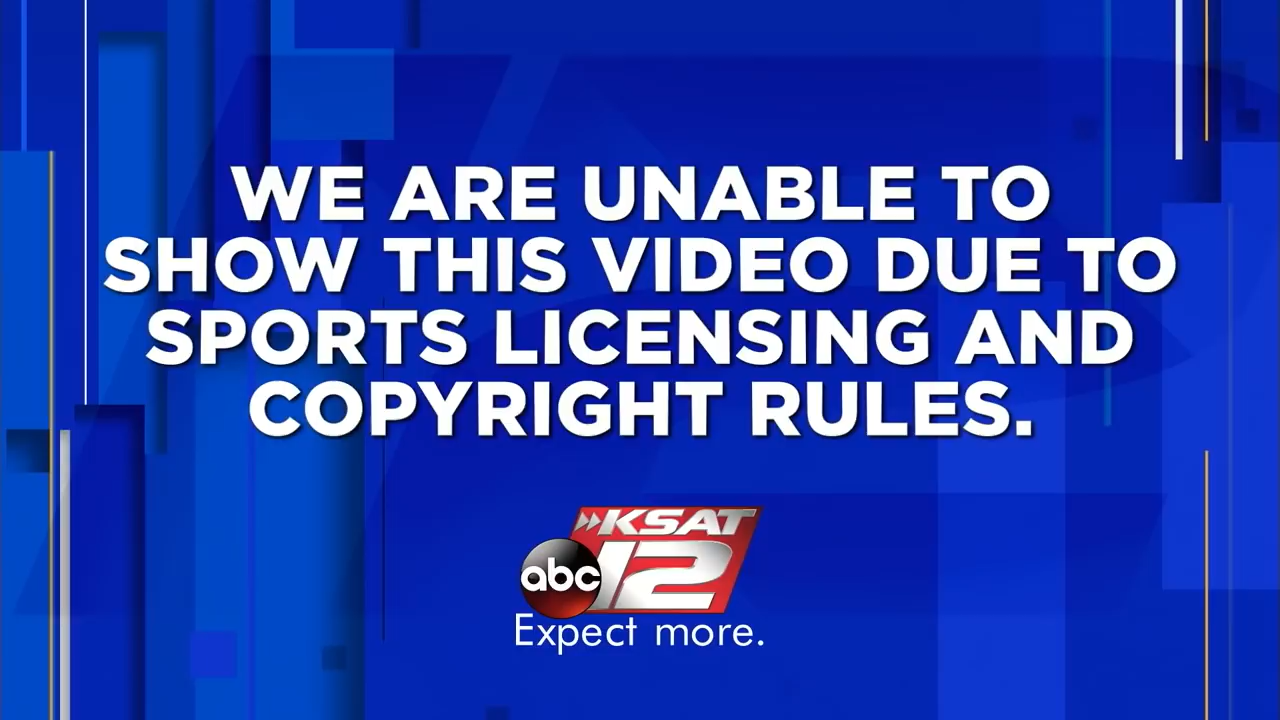 WE ARE UNABLE TO
SHOW THIS VIDEO DUE TO
SPORTS LICENSING AND
COPYRIGHT RULES.
KSAT
abc 12
Expect more.